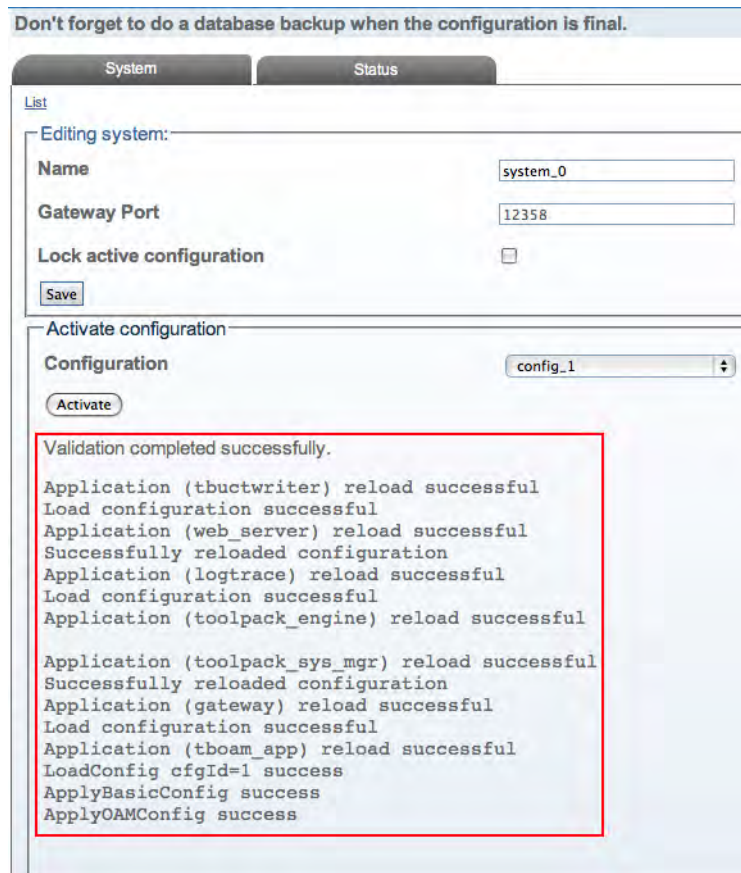 Don't forget to do a database backup when the configuration is final.
System
Status
List
Editing system:
Name
system_0
Gateway Port
12358
Lock active configuration
Save
Activate configuration
Configuration
config_1
Activate
Validation completed successfully.
Application (tbuctwriter) reload successful
Load configuration successful
Application (web_server) reload successful
Successfully reloaded configuration
Application (logtrace) reload successful
Load configuration successful
Application (toolpack_engine) reload successful
Application (toolpack_sys_mgr) reload successful
Successfully reloaded configuration
Application (gateway) reload successful
Load configuration successful
Application (tboam_app) reload successful
LoadConfig cfgId=1 success
ApplyBasicConfig success
ApplyOAMConfig success